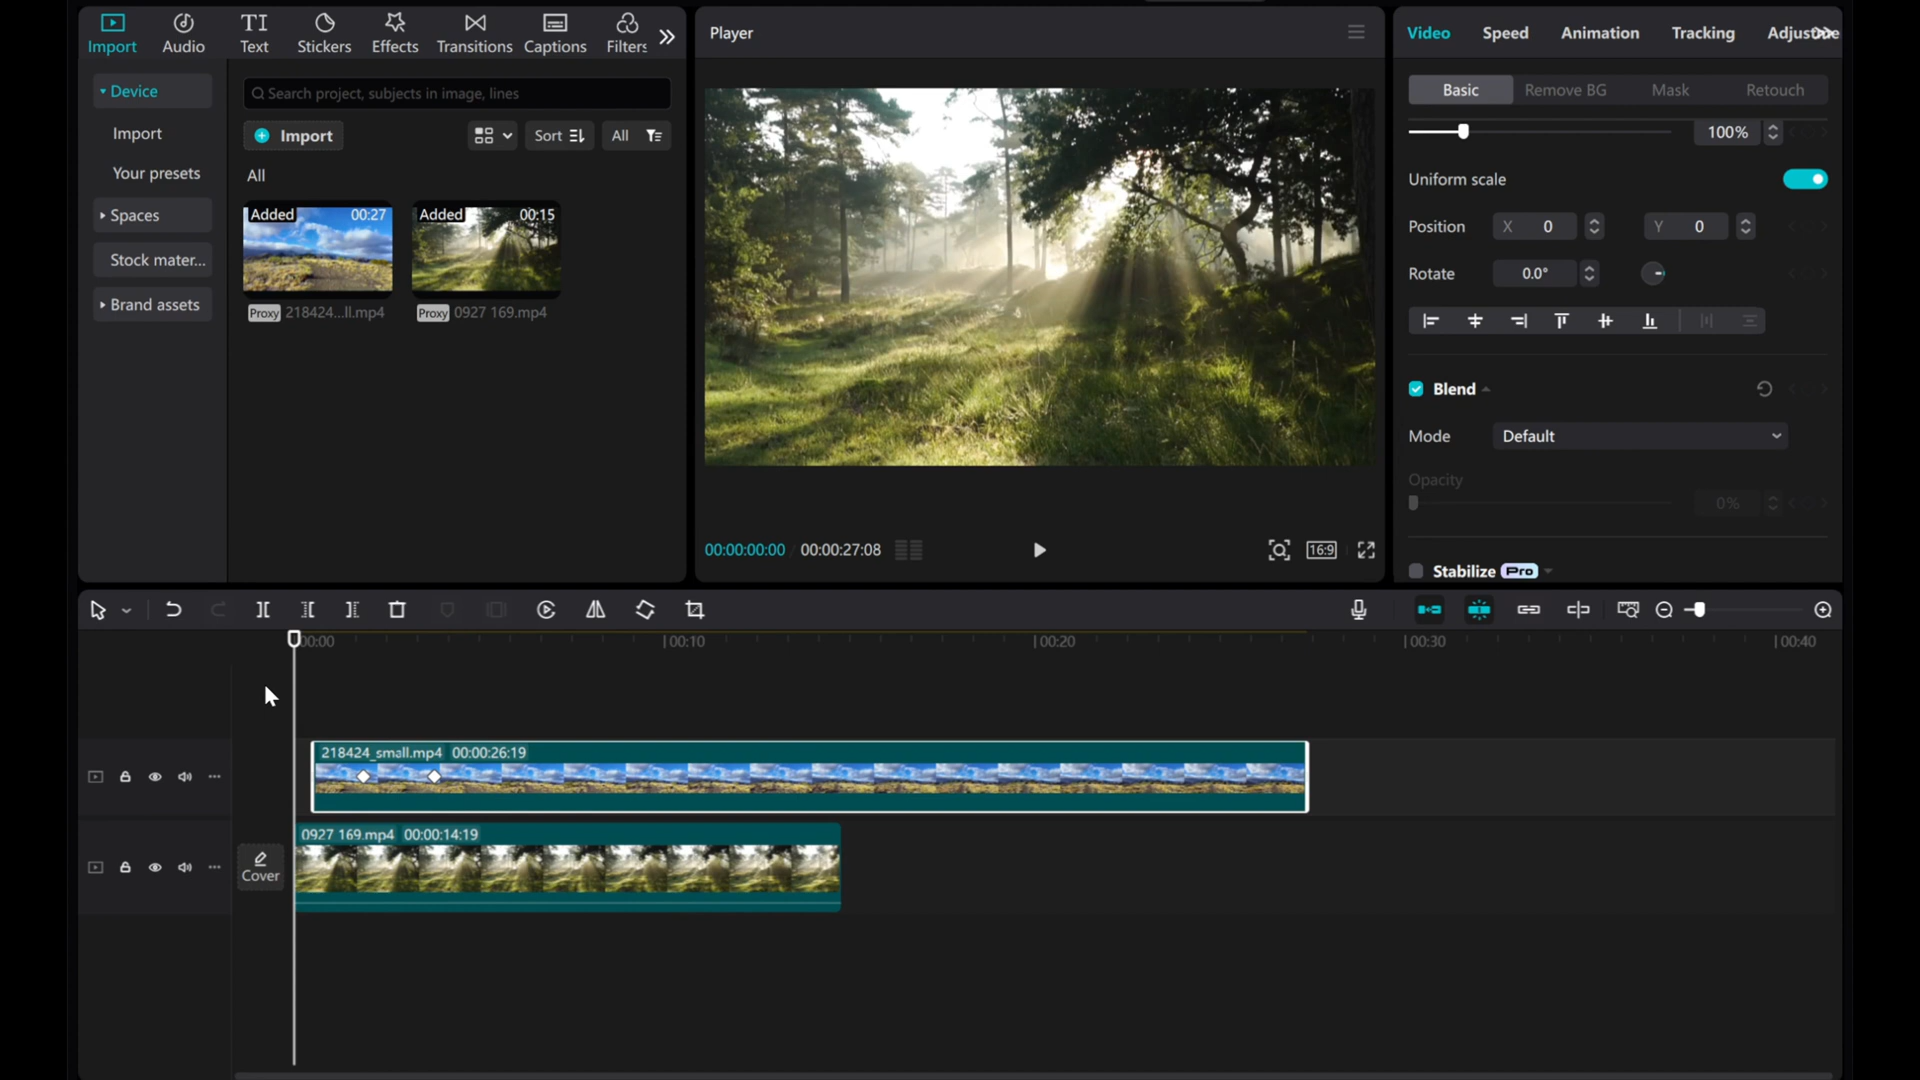 Import Audio Text Stickers Effects Transitions Captions Filters
Player
Video Speed Animation Tracking
Device
Import
Your presets
Spaces
Stock mater...
Brand assets
Search project, subjects in image, lines
Import Sort All
All
Added 00:27
Added 00:15
Proxy 218424...ll.mp4
Proxy 0927 169.mp4
00:00:00:00 00:00:27:08
16:9
Basic Remove BG Mask Retouch
100%
Uniform scale
Position X 0 Y 0
Rotate 0.0°
Blend
Mode Default
Opacity
0%
Stabilize Pro
00:00 00:10 00:20 00:30 00:40
218424_small.mp4 00:00:26:19
0927 169.mp4 00:00:14:19
Cover